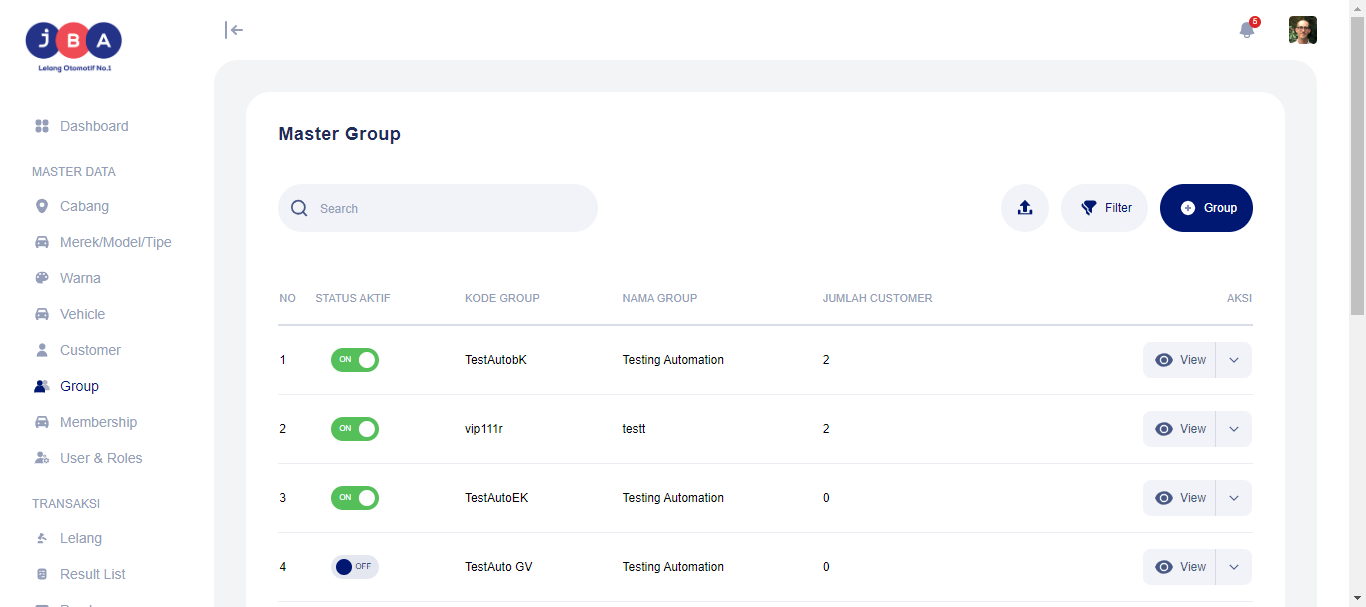 JBA
Lelang Otomotif No.1
5
Dashboard
MASTER DATA
Cabang
Merek/Model/Tipe
Warna
Vehicle
Customer
Group
Membership
User & Roles
TRANSAKSI
Lelang
Result List
Master Group
Search
Filter
Group
NO STATUS AKTIF KODE GROUP NAMA GROUP JUMLAH CUSTOMER AKSI
1 ON TestAutobK Testing Automation 2 View
2 ON vip111r testt 2 View
3 ON TestAutoEK Testing Automation 0 View
4 OFF TestAuto GV Testing Automation 0 View